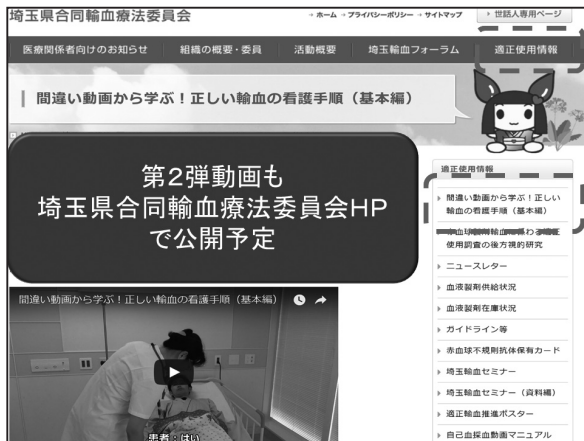 埼玉県合同輸血療法委員会
→ ホーム → プライバシーポリシー → サイトマップ
› 世話人専用ページ
医療関係者向けのお知らせ
組織の概要・委員
活動概要
埼玉輸血フォーラム
適正使用情報
間違い動画から学ぶ！正しい輸血の看護手順（基本編）
第2弾動画も
埼玉県合同輸血療法委員会HP
で公開予定
適正使用情報
間違い動画から学ぶ！正しい
輸血の看護手順（基本編）
使用調査の後方視的研究
ニュースレター
血液製剤供給状況
血液製剤在庫状況
ガイドライン等
赤血球不規則抗体保有カード
埼玉輸血セミナー
埼玉輸血セミナー（資料編）
適正輸血推進ポスター
自己血採血動画マニュアル
間違い動画から学ぶ！正しい輸血の看護手順（基本編）
患者：はい